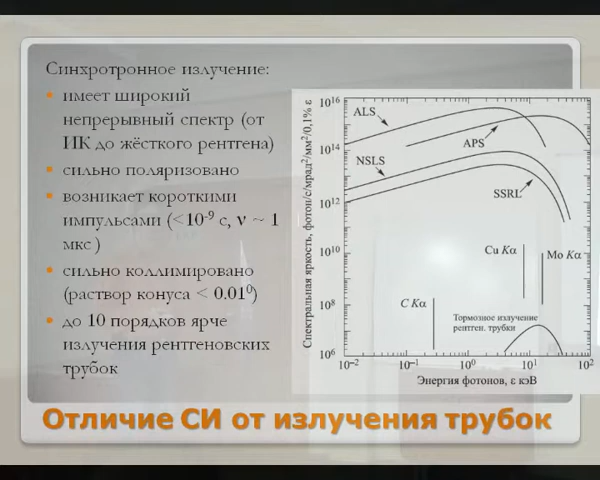 Синхротронное излучение:
• имеет широкий
непрерывный спектр (от
ИК до жёсткого рентгена)
• сильно поляризовано
• возникает короткими
импульсами (<10⁻⁹ с, ν ~ 1
мкс )
• сильно коллимировано
(раствор конуса < 0.01⁰)
• до 10 порядков ярче
излучения рентгеновских
трубок
Спектральная яркость, фотон/с/мрад²/мм²/0,1% ε
10¹⁶
10¹⁴
10¹²
10¹⁰
10⁸
10⁶
ALS
APS
NSLS
SSRL
Cu Kα
Mo Kα
C Kα
Тормозное излучение
рентген. трубки
10⁻² 10⁻¹ 10⁰ 10¹ 10²
Энергия фотонов, ε кэВ
Отличие СИ от излучения трубок